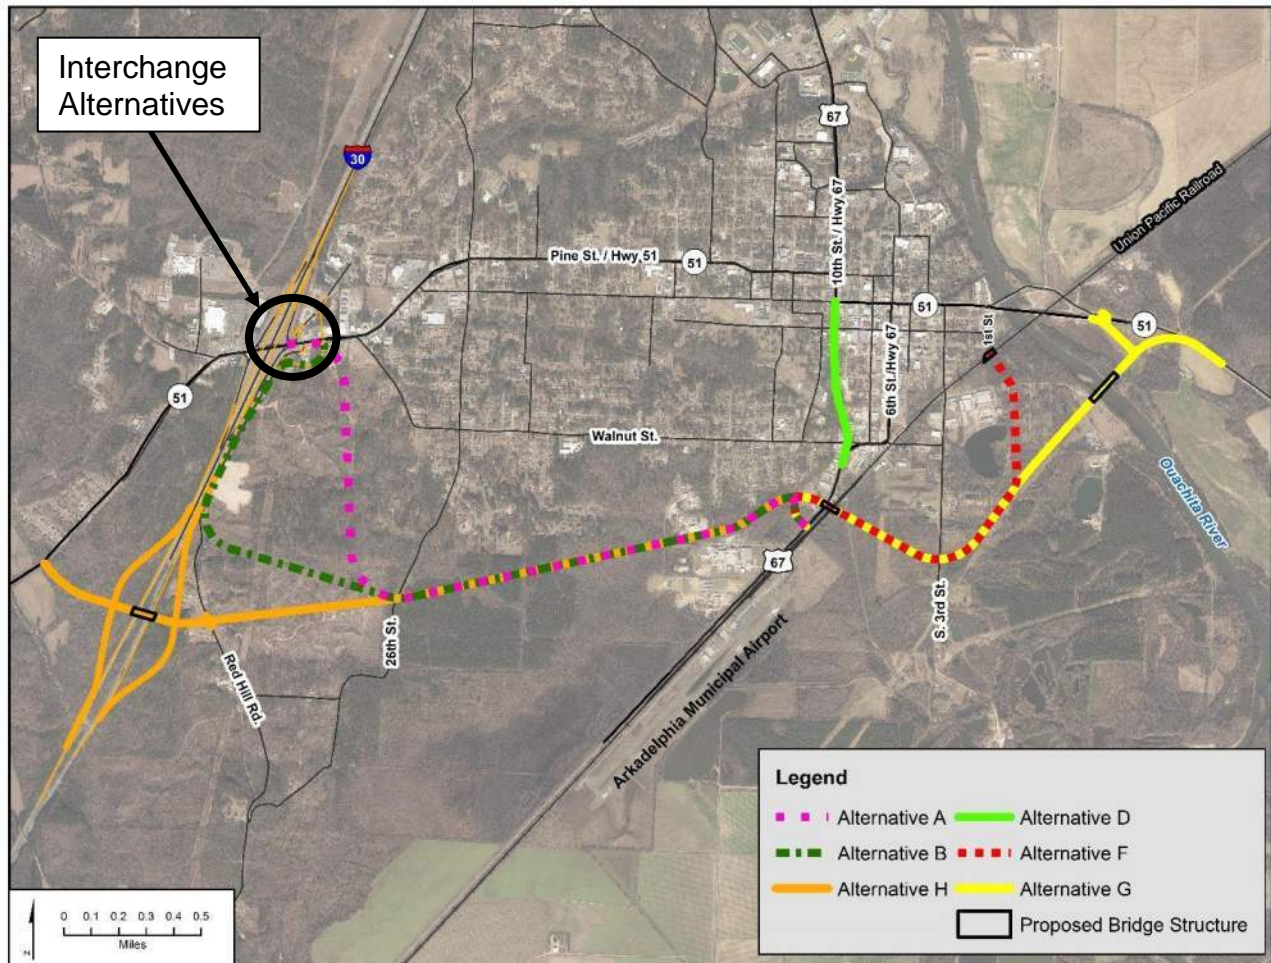 Interchange
Alternatives
30
67
10th St. / Hwy 67
Union Pacific Railroad
Pine St. / Hwy, 51
51
51
51
1st St
6th St./Hwy 67
51
Walnut St.
Ouachita River
67
S. 3rd St.
26th St.
Red Hill Rd.
Arkadelphia Municipal Airport
Legend
Alternative A
Alternative D
Alternative B
Alternative F
Alternative H
Alternative G
Proposed Bridge Structure
0 0.1 0.2 0.3 0.4 0.5
Miles
N